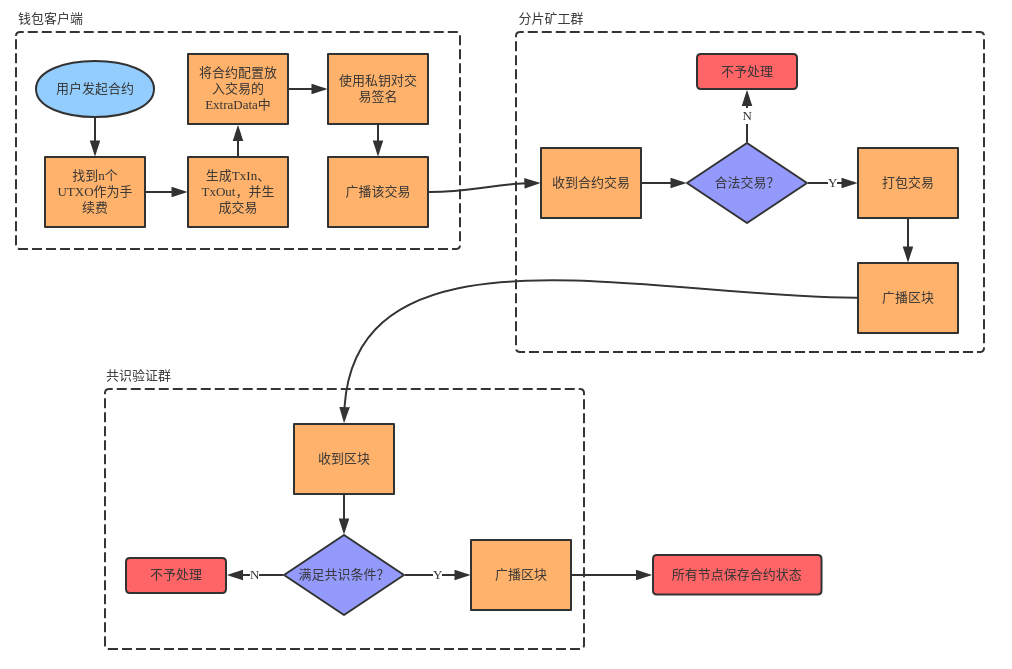 钱包客户端
用户发起合约
找到n个
UTXO作为手
续费
生成TxIn、
TxOut，并生
成交易
将合约配置放
入交易的
ExtraData中
使用私钥对交
易签名
广播该交易
分片矿工群
收到合约交易
合法交易？
N
不予处理
Y
打包交易
广播区块
共识验证群
收到区块
满足共识条件？
N
不予处理
Y
广播区块
所有节点保存合约状态